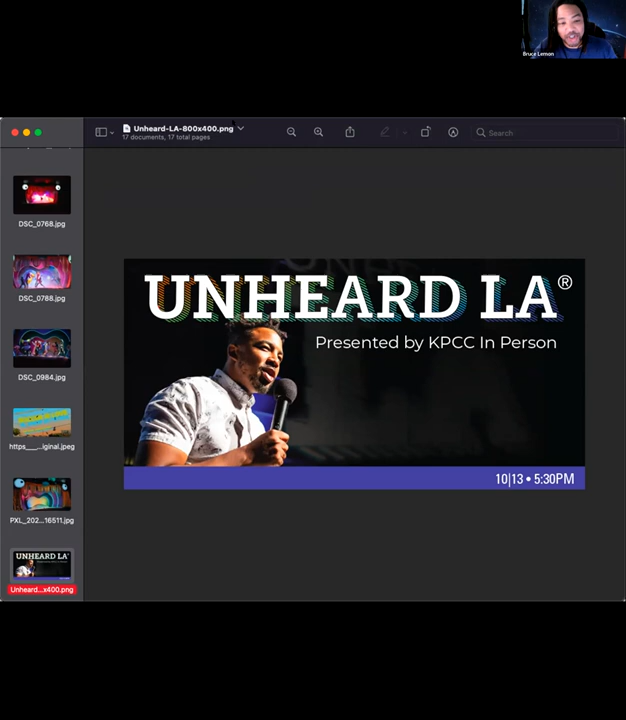 Bruce Lemon
Unheard-LA-800x400.png
17 documents, 17 total pages
Search
DSC_0768.jpg
DSC_0788.jpg
DSC_0984.jpg
https____...iginal.jpeg
PXL_202...16511.jpg
UNHEARD LA
Unheard...x400.png
UNHEARD LA®
Presented by KPCC In Person
10|13 • 5:30PM